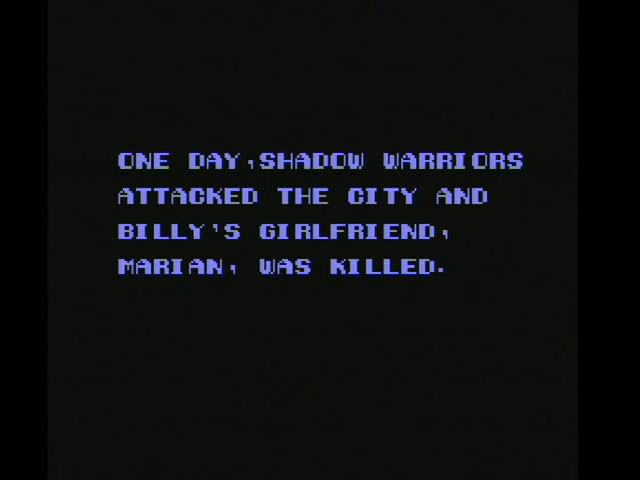 ONE DAY,SHADOW WARRIORS
ATTACKED THE CITY AND
BILLY'S GIRLFRIEND,
MARIAN, WAS KILLED.